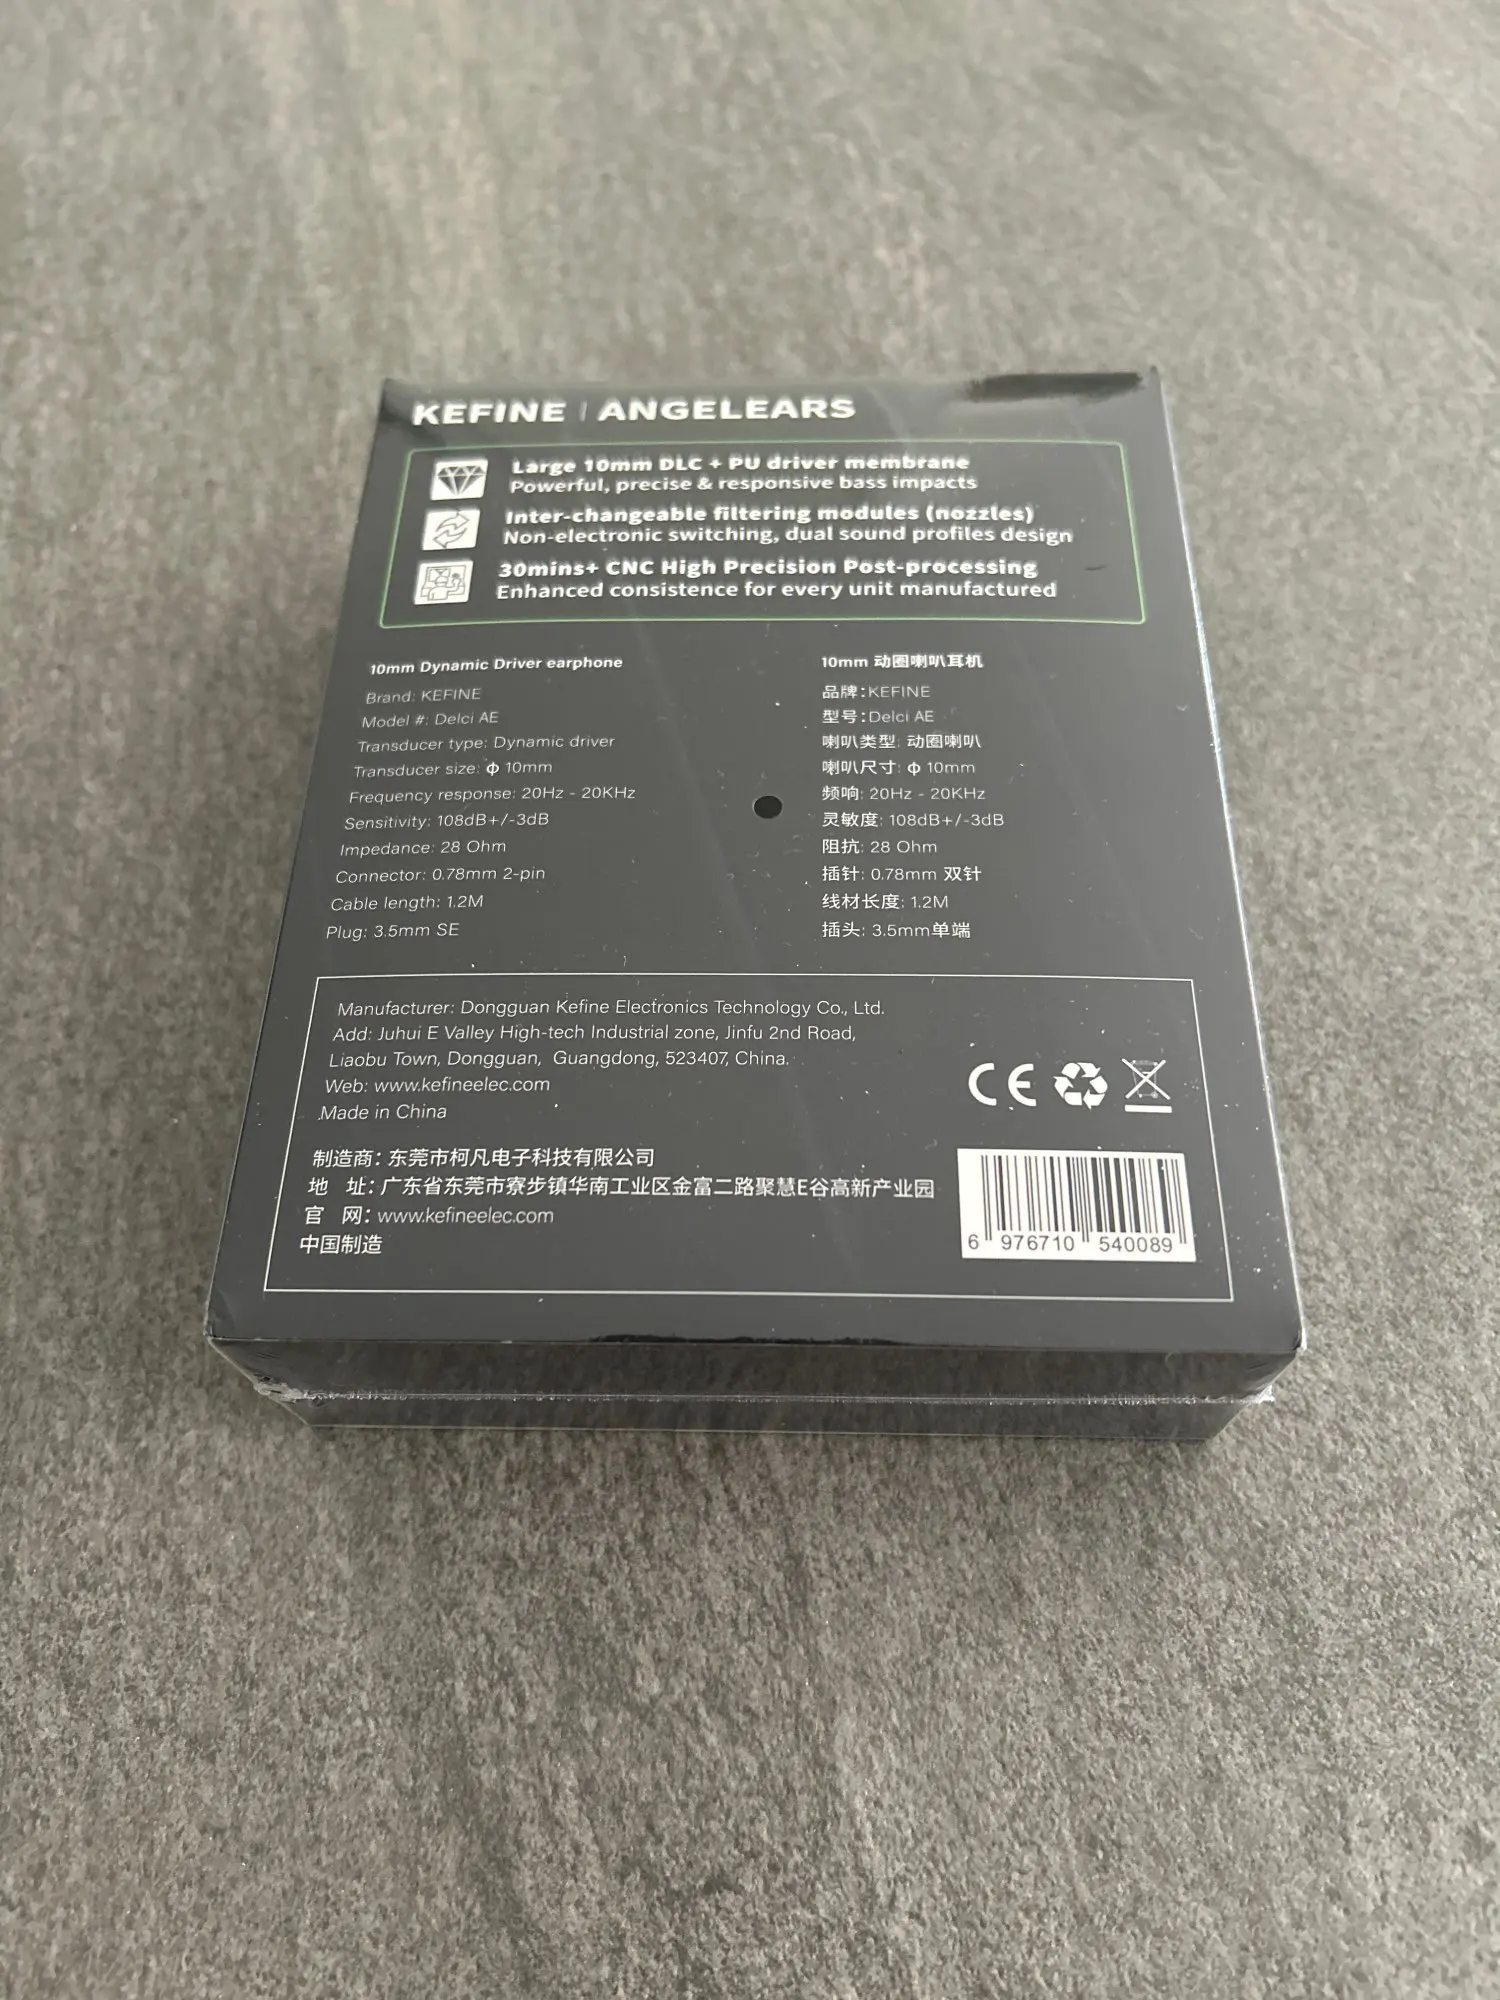 KEFINE | ANGELEARS
Large 10mm DLC + PU driver membrane
Powerful, precise & responsive bass impacts
Inter-changeable filtering modules (nozzles)
Non-electronic switching, dual sound profiles design
30mins+ CNC High Precision Post-processing
Enhanced consistence for every unit manufactured
10mm Dynamic Driver earphone
Brand: KEFINE
Model #: Delci AE
Transducer type: Dynamic driver
Transducer size: ф 10mm
Frequency response: 20Hz - 20KHz
Sensitivity: 108dB+/-3dB
Impedance: 28 Ohm
Connector: 0.78mm 2-pin
Cable length: 1.2M
Plug: 3.5mm SE
10mm 动圈喇叭耳机
品牌：KEFINE
型号：Delci AE
喇叭类型: 动圈喇叭
喇叭尺寸: ф 10mm
频响: 20Hz - 20KHz
灵敏度: 108dB+/-3dB
阻抗: 28 Ohm
插针: 0.78mm 双针
线材长度: 1.2M
插头: 3.5mm单端
Manufacturer: Dongguan Kefine Electronics Technology Co., Ltd.
Add: Juhui E Valley High-tech Industrial zone, Jinfu 2nd Road,
Liaobu Town, Dongguan, Guangdong, 523407, China.
Web: www.kefineelec.com
Made in China
制造商：东莞市柯凡电子科技有限公司
地 址：广东省东莞市寮步镇华南工业区金富二路聚慧E谷高新产业园
官 网：www.kefineelec.com
中国制造
CE
6 976710 540089